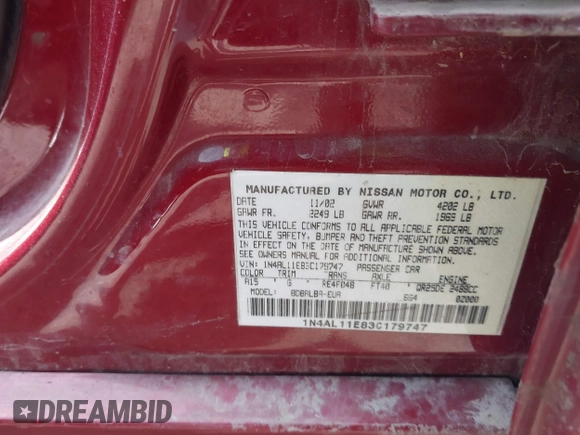 MANUFACTURED BY NISSAN MOTOR CO., LTD.
DATE 11/02 GVWR 4202 LB
GAWR FR. 3249 LB GAWR RR. 1969 LB
THIS VEHICLE CONFORMS TO ALL APPLICABLE FEDERAL MOTOR
VEHICLE SAFETY, BUMPER AND THEFT PREVENTION STANDARDS
IN EFFECT ON THE DATE OF MANUFACTURE SHOWN ABOVE.
SEE OWNERS MANUAL FOR ADDITIONAL INFORMATION.
VIN: 1N4AL11E83C179747 PASSENGER CAR
COLOR TRIM TRANS AXLE ENGINE
A15 G RE4F04B FT40 QR25DE 2488CC
MODEL BDBALBA-EUA 664 02000
1N4AL11E83C179747
DREAMBID